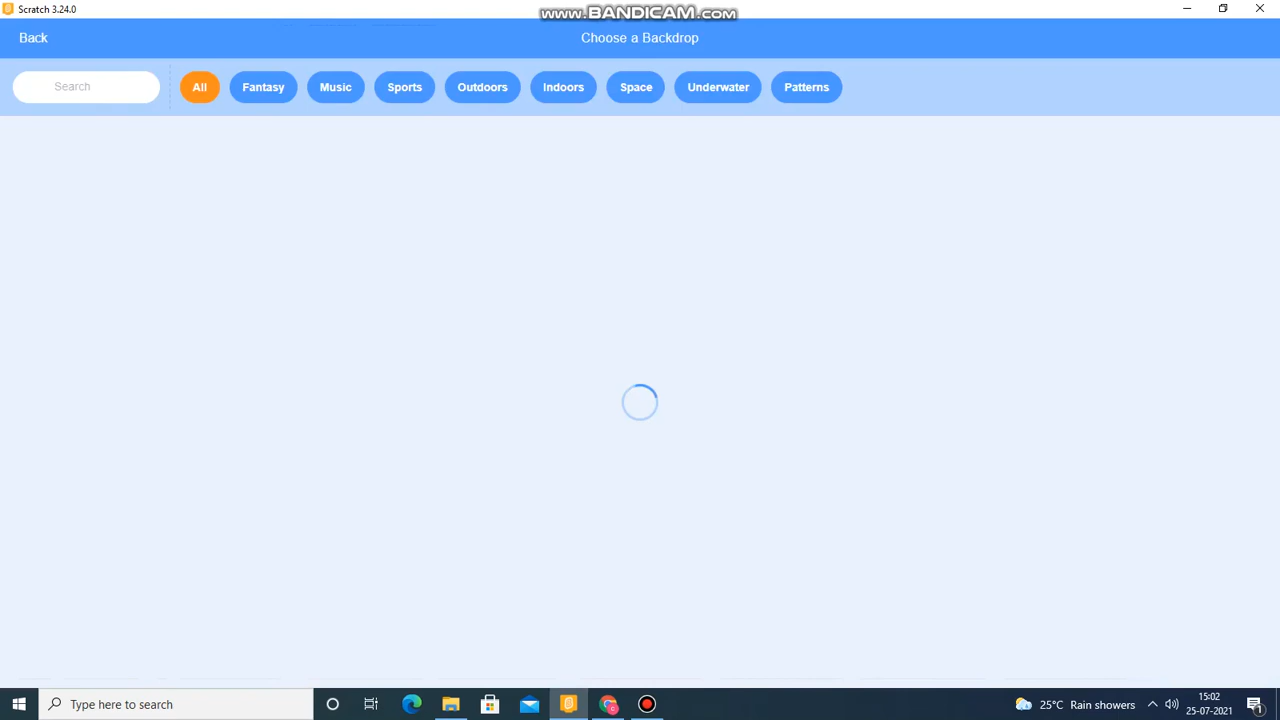 Scratch 3.24.0
www.BANDICAM.com
Back
Choose a Backdrop
Search
All
Fantasy
Music
Sports
Outdoors
Indoors
Space
Underwater
Patterns
Type here to search
25°C Rain showers
15:02
25-07-2021
1